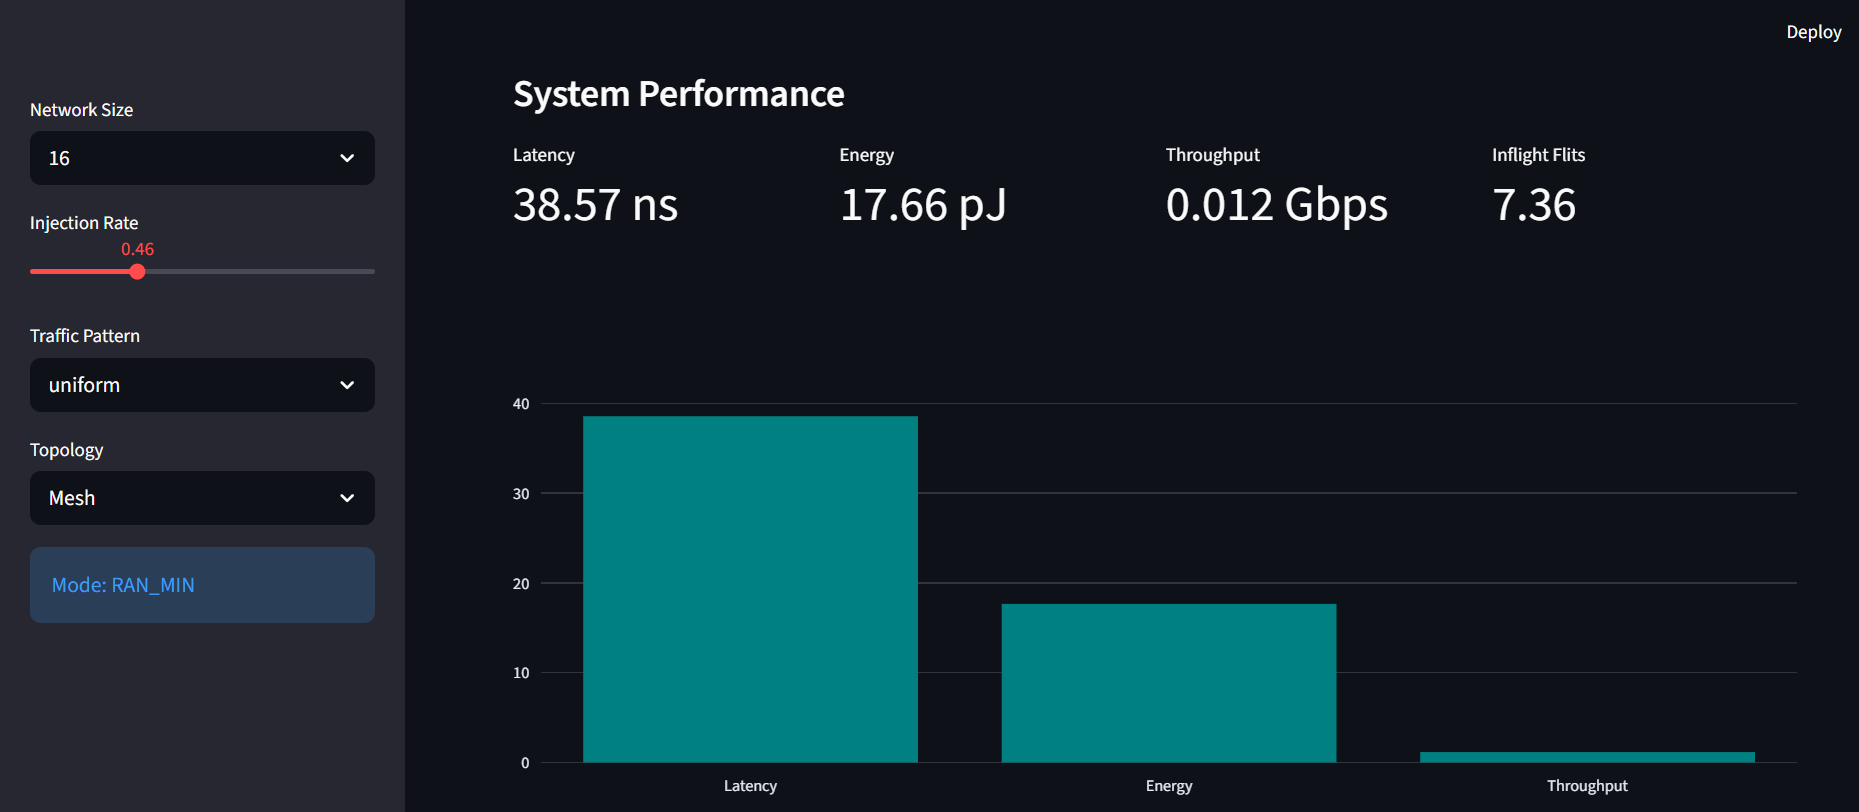 Deploy
Network Size
16
Injection Rate
0.46
Traffic Pattern
uniform
Topology
Mesh
Mode: RAN_MIN
System Performance
Latency
38.57 ns
Energy
17.66 pJ
Throughput
0.012 Gbps
Inflight Flits
7.36
40
30
20
10
0
Latency
Energy
Throughput